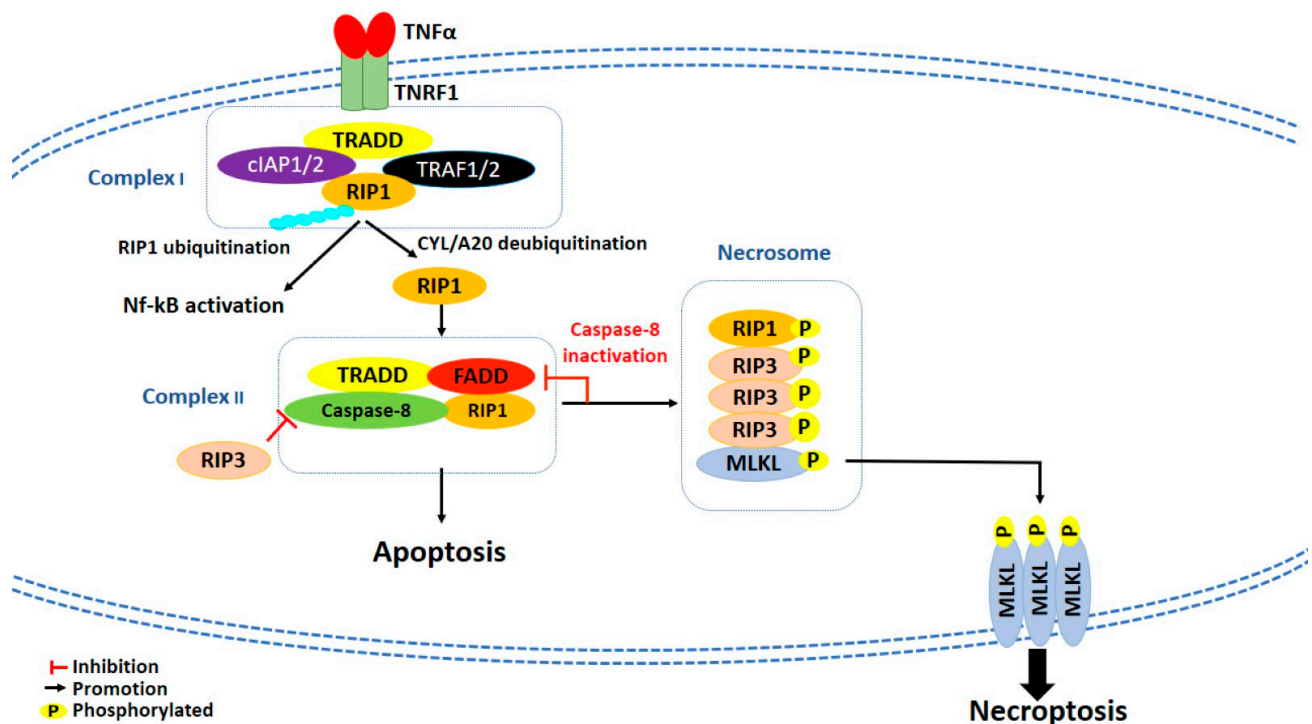 TNFα
TNRF1
TRADD
cIAP1/2
TRAF1/2
Complex I
RIP1
RIP1 ubiquitination
CYL/A20 deubiquitination
Nf-kB activation
RIP1
Necrosome
Caspase-8
inactivation
RIP1 P
RIP3 P
RIP3 P
RIP3 P
MLKL P
TRADD
FADD
Complex II
Caspase-8
RIP1
RIP3
Apoptosis
P P P
MLKL MLKL MLKL
Necroptosis
Inhibition
Promotion
P Phosphorylated